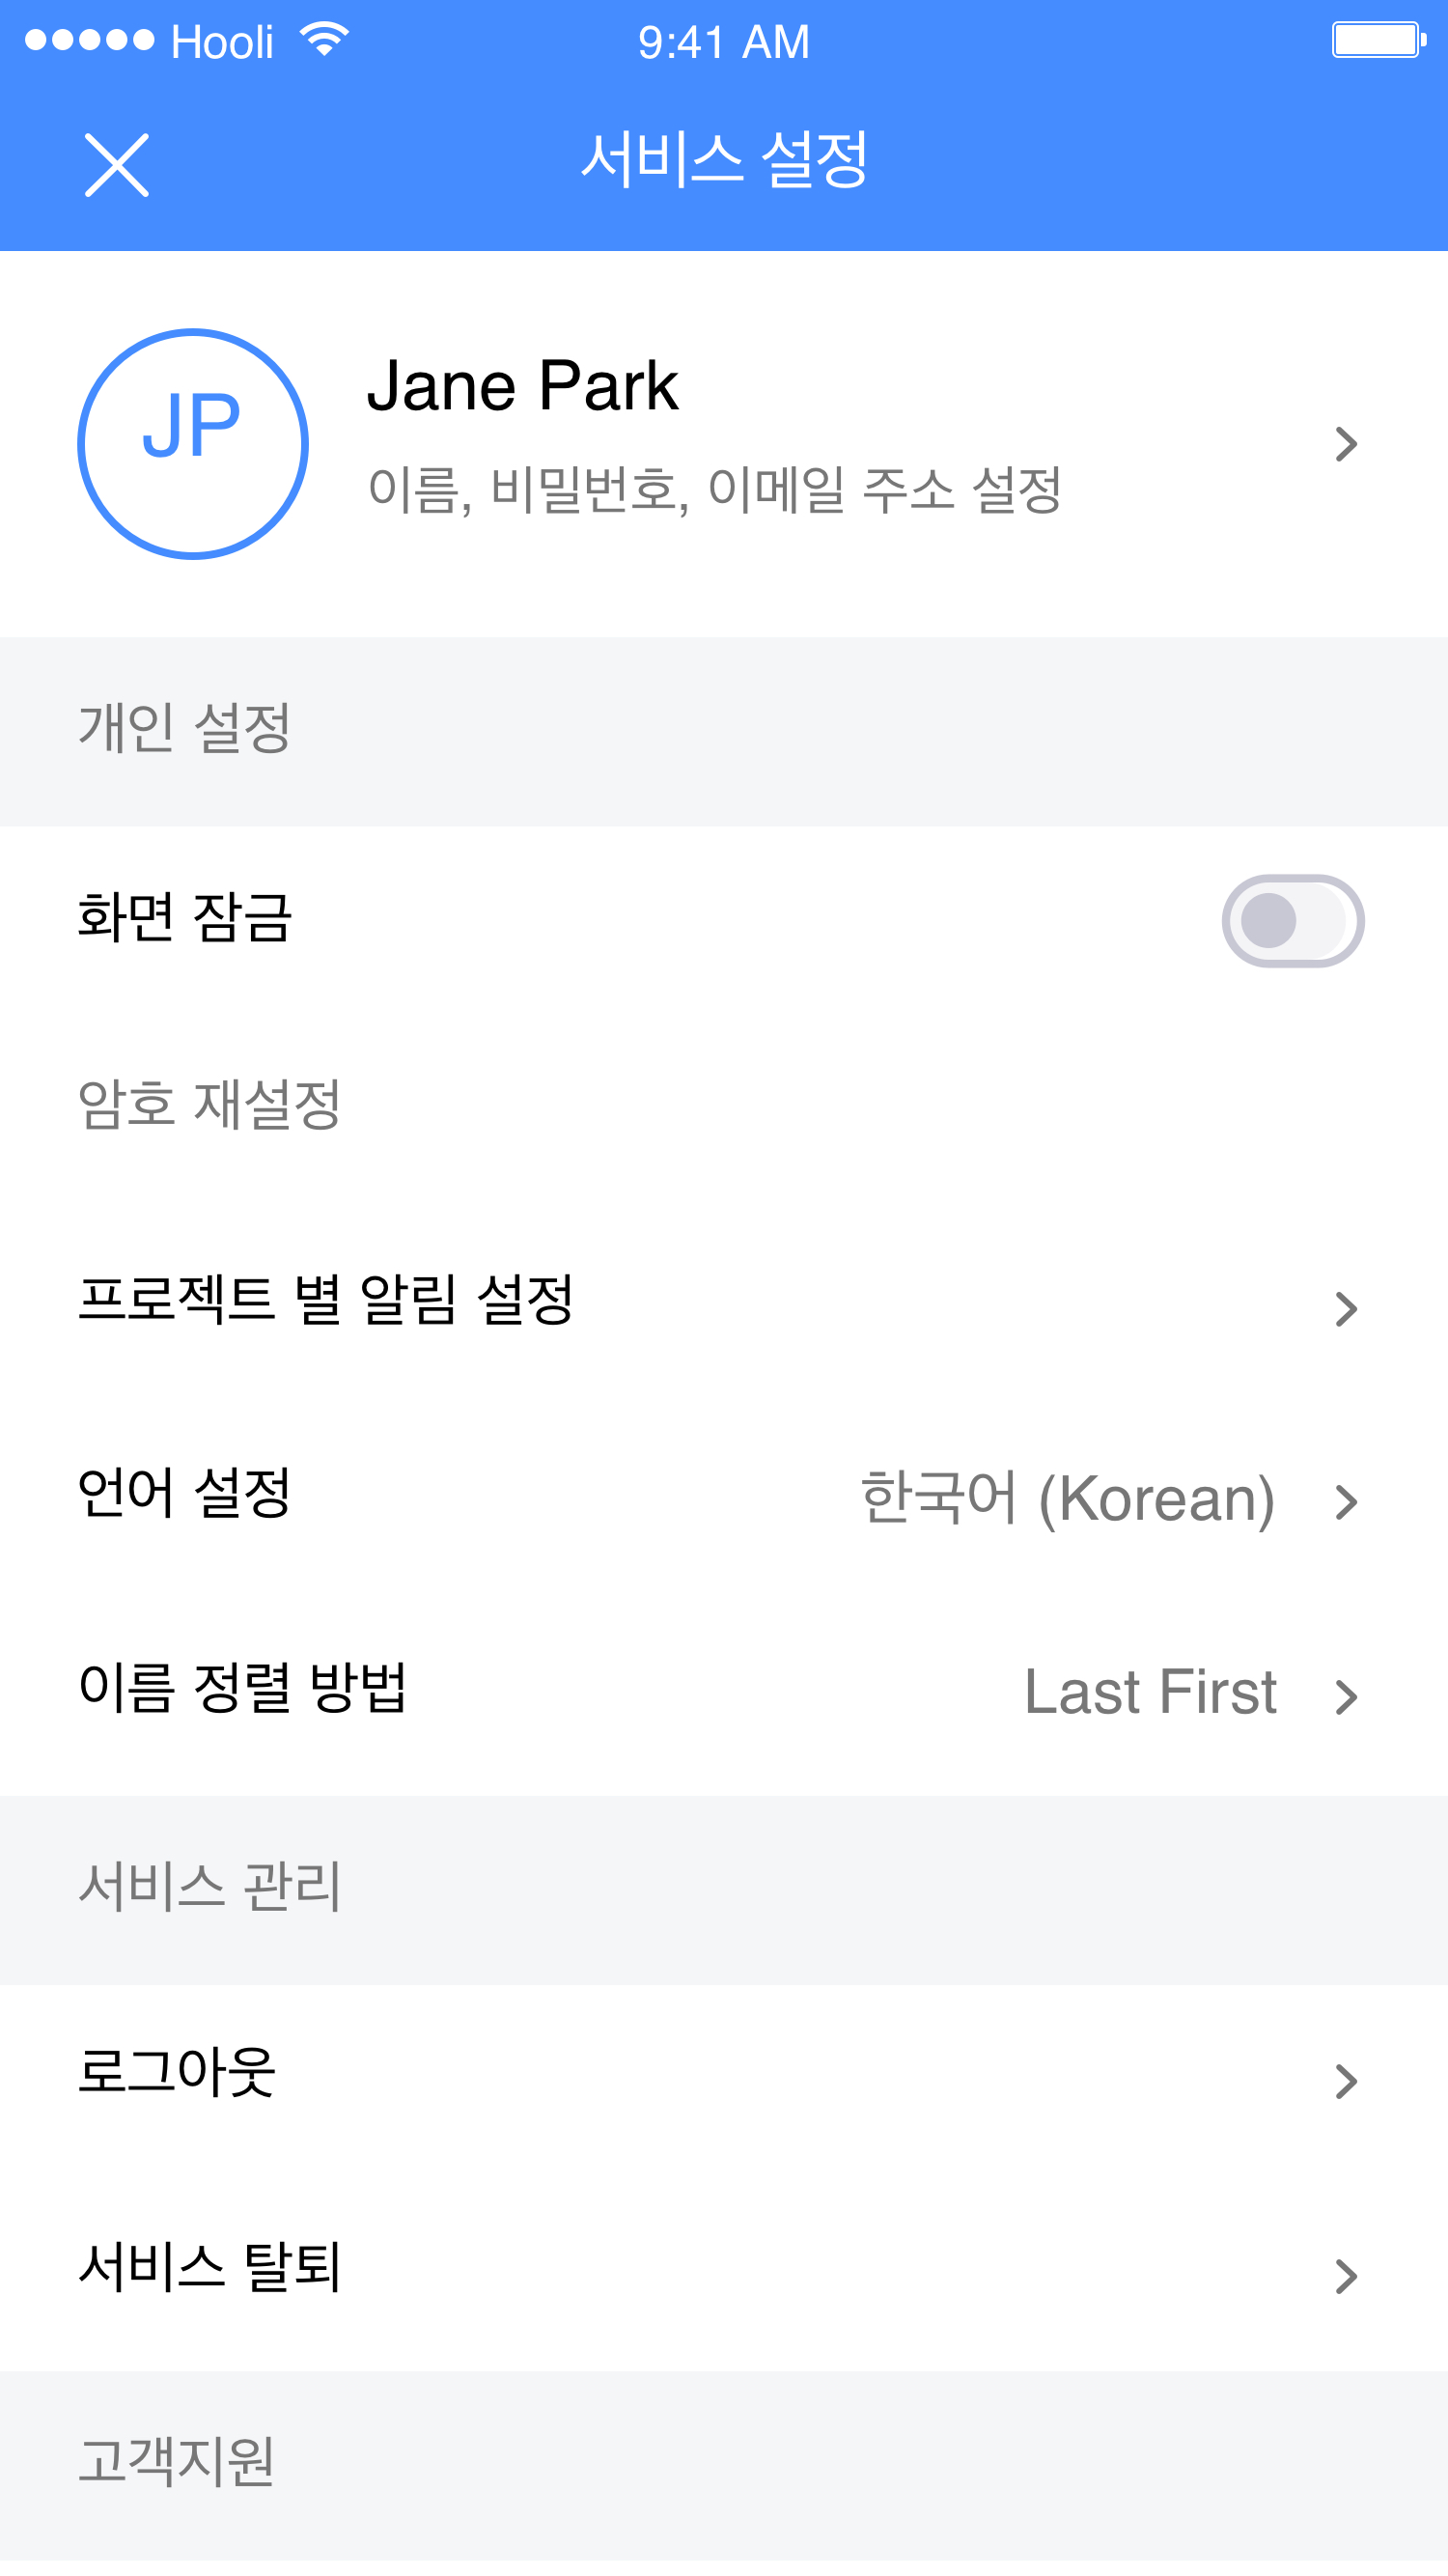 Hooli 9:41 AM
서비스 설정
JP
Jane Park
이름, 비밀번호, 이메일 주소 설정
개인 설정
화면 잠금
암호 재설정
프로젝트 별 알림 설정
언어 설정 한국어 (Korean)
이름 정렬 방법 Last First
서비스 관리
로그아웃
서비스 탈퇴
고객지원